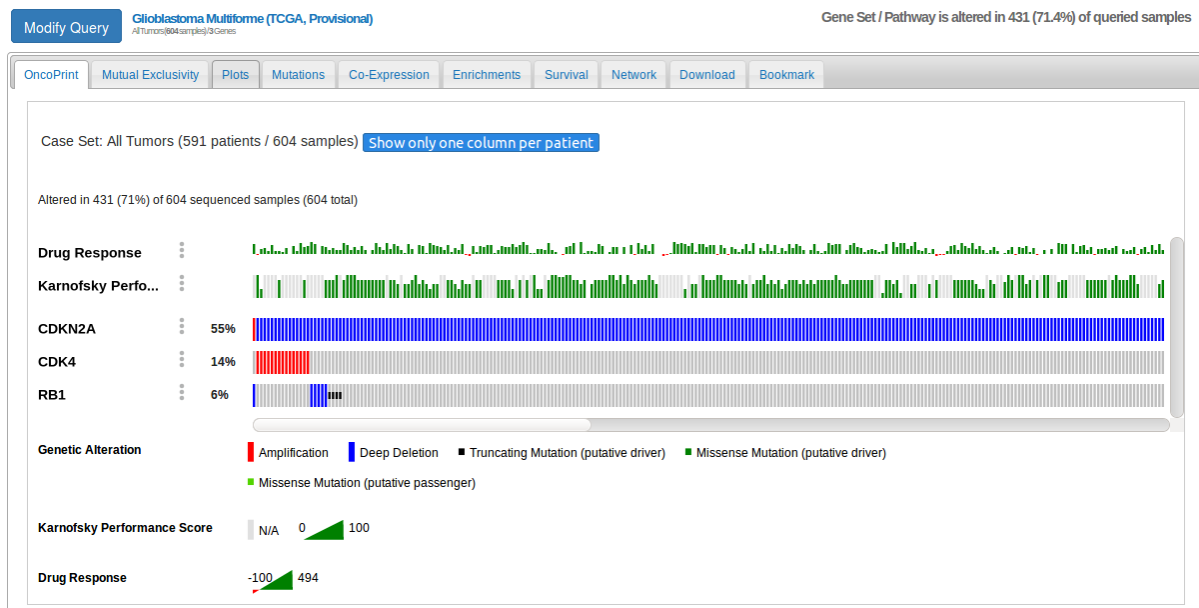 Modify Query
Glioblastoma Multiforme (TCGA, Provisional)
All Tumors (604 samples) / 3 Genes
Gene Set / Pathway is altered in 431 (71.4%) of queried samples
OncoPrint Mutual Exclusivity Plots Mutations Co-Expression Enrichments Survival Network Download Bookmark
Case Set: All Tumors (591 patients / 604 samples) Show only one column per patient
Altered in 431 (71%) of 604 sequenced samples (604 total)
Drug Response
Karnofsky Perfo...
CDKN2A 55%
CDK4 14%
RB1 6%
Genetic Alteration Amplification Deep Deletion Truncating Mutation (putative driver) Missense Mutation (putative driver)
Missense Mutation (putative passenger)
Karnofsky Performance Score N/A 0 100
Drug Response -100 494